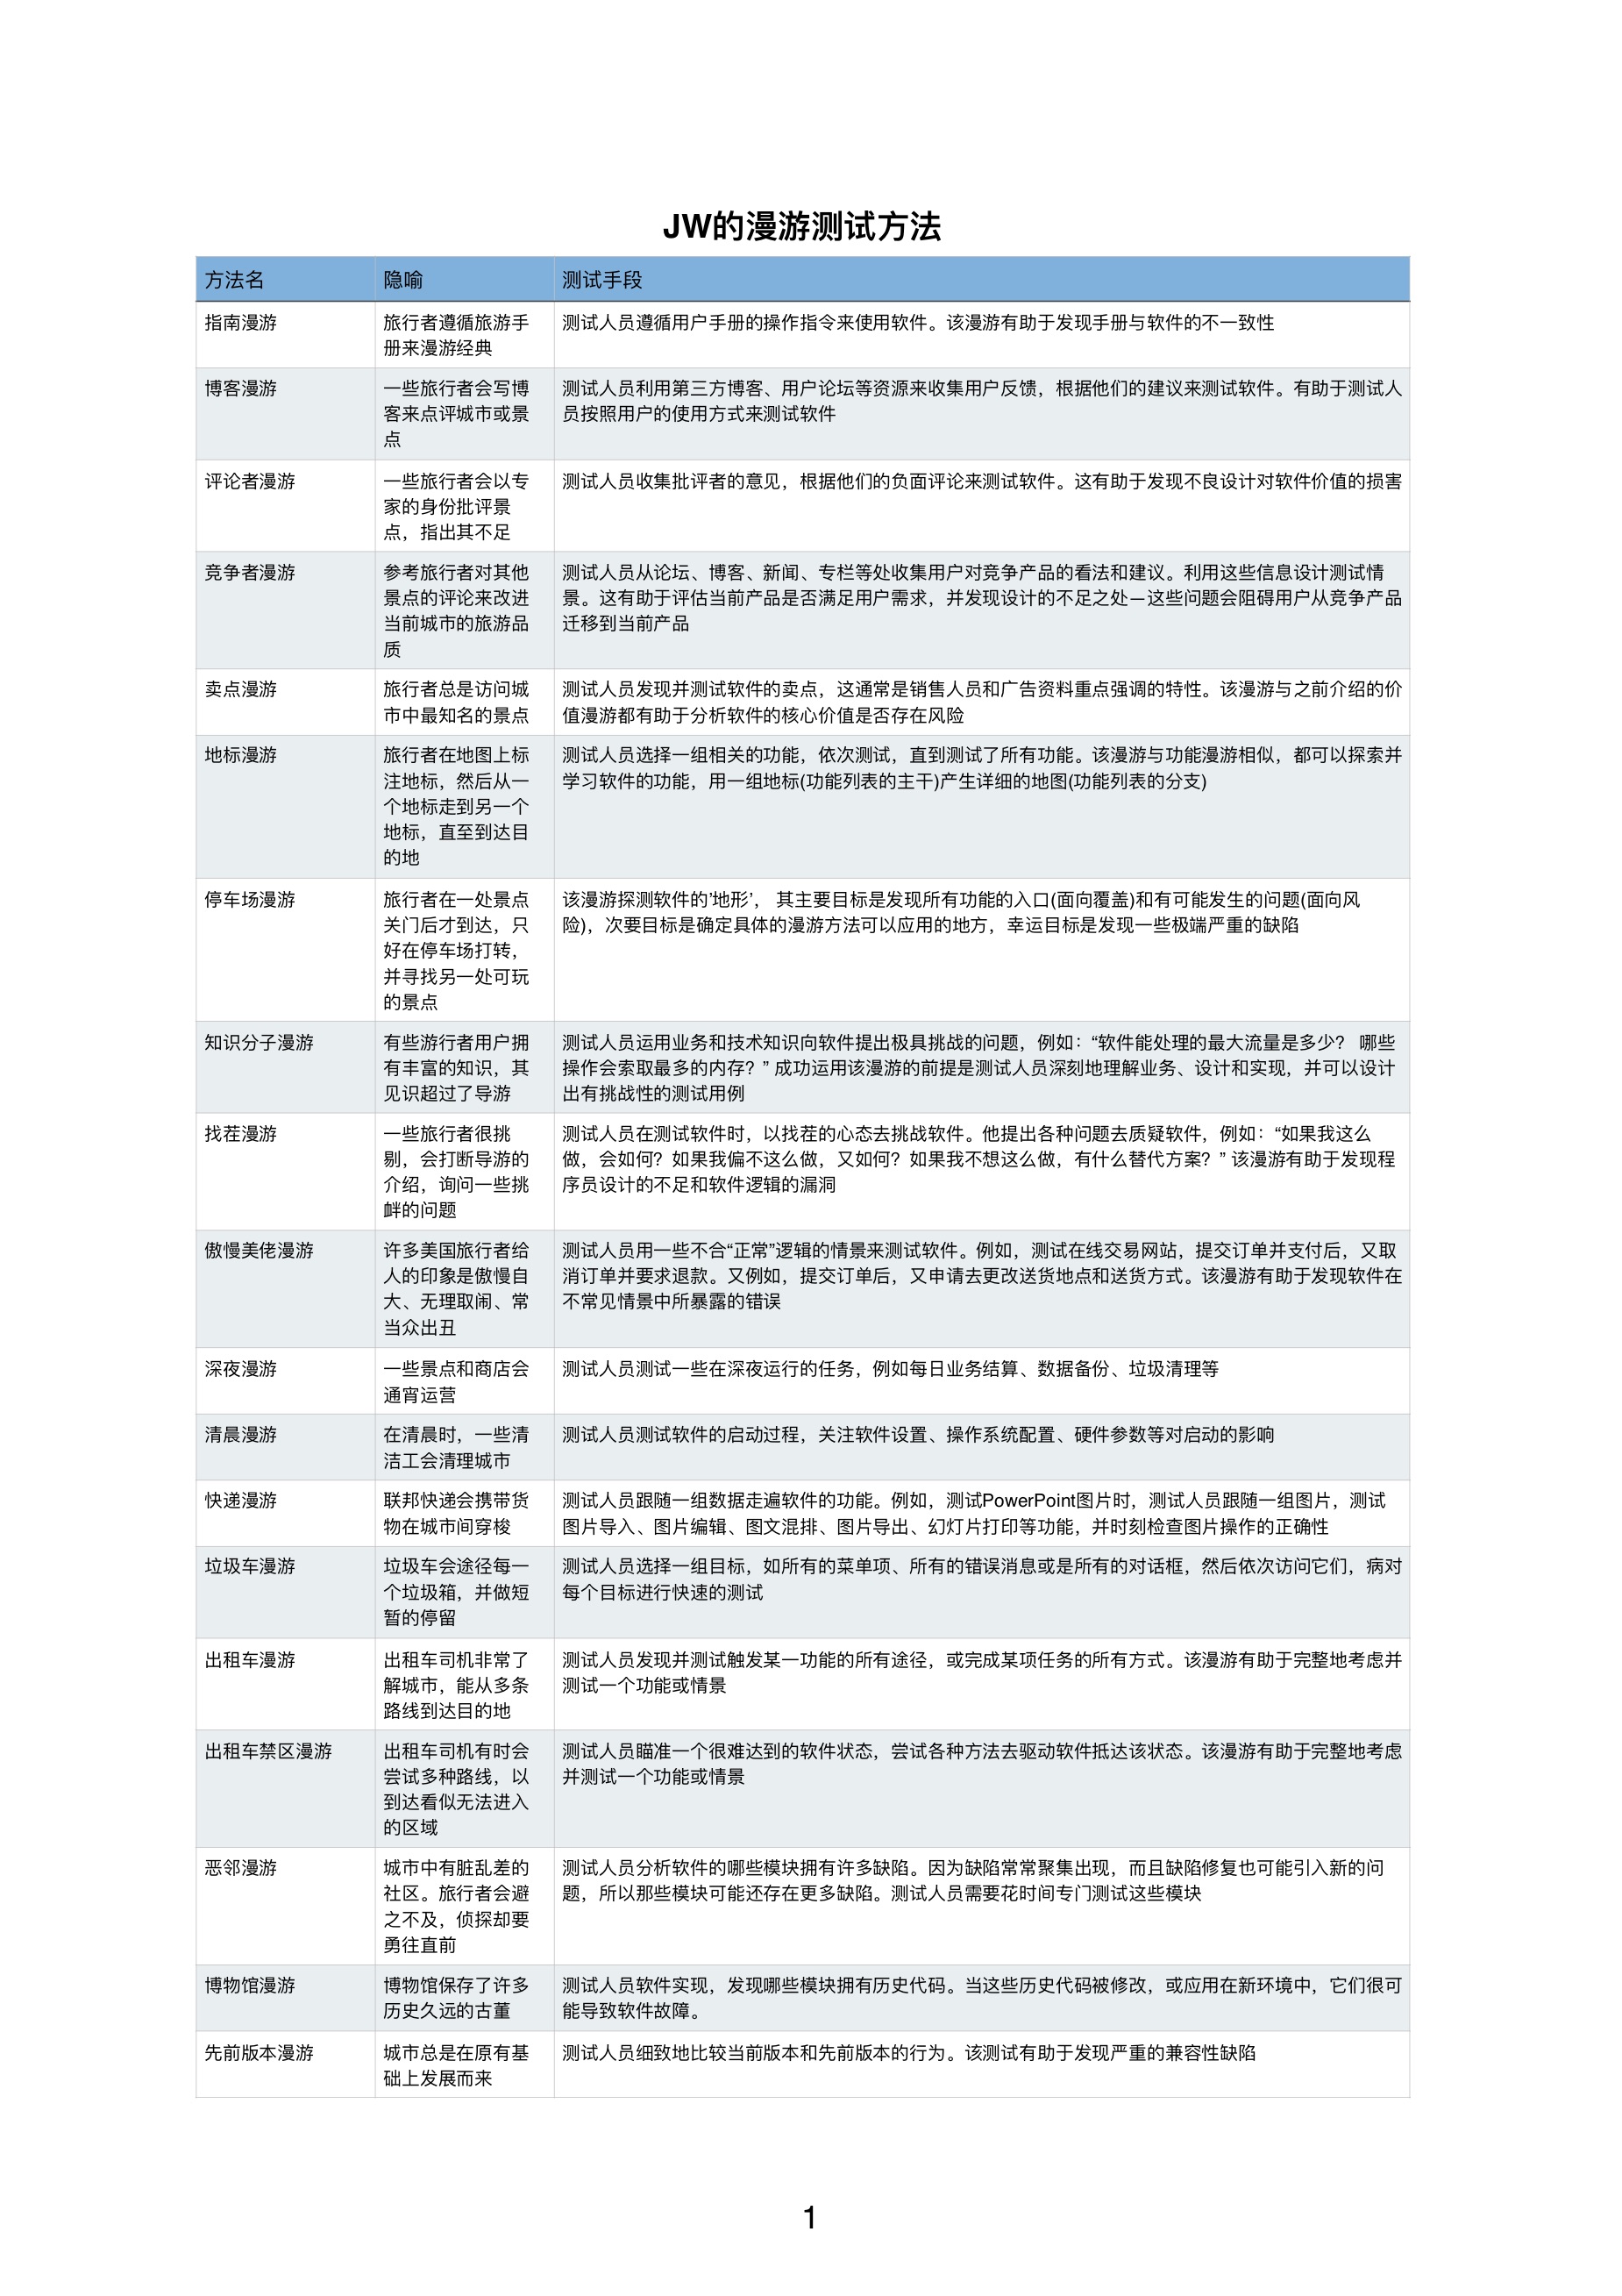 JW的漫游测试方法
方法名 隐喻 测试手段
指南漫游 旅行者遵循旅游手 测试人员遵循用户手册的操作指令来使用软件。该漫游有助于发现手册与软件的不一致性
册来漫游经典
博客漫游 一些旅行者会写博 测试人员利用第三方博客、用户论坛等资源来收集用户反馈，根据他们的建议来测试软件。有助于测试人
客来点评城市或景 员按照用户的使用方式来测试软件
点
评论者漫游 一些旅行者会以专 测试人员收集批评者的意见，根据他们的负面评论来测试软件。这有助于发现不良设计对软件价值的损害
家的身份批评景
点，指出其不足
竞争者漫游 参考旅行者对其他 测试人员从论坛、博客、新闻、专栏等处收集用户对竞争产品的看法和建议。利用这些信息设计测试情
景点的评论来改进 景。这有助于评估当前产品是否满足用户需求，并发现设计的不足之处—这些问题会阻碍用户从竞争产品
当前城市的旅游品 迁移到当前产品
质
卖点漫游 旅行者总是访问城 测试人员发现并测试软件的卖点，这通常是销售人员和广告资料重点强调的特性。该漫游与之前介绍的价
市中最知名的景点 值漫游都有助于分析软件的核心价值是否存在风险
地标漫游 旅行者在地图上标 测试人员选择一组相关的功能，依次测试，直到测试了所有功能。该漫游与功能漫游相似，都可以探索并
注地标，然后从一 学习软件的功能，用一组地标(功能列表的主干)产生详细的地图(功能列表的分支)
个地标走到另一个
地标，直至到达目
的地
停车场漫游 旅行者在一处景点 该漫游探测软件的'地形'， 其主要目标是发现所有功能的入口(面向覆盖)和有可能发生的问题(面向风
关门后才到达，只 险)，次要目标是确定具体的漫游方法可以应用的地方，幸运目标是发现一些极端严重的缺陷
好在停车场打转，
并寻找另一处可玩
的景点
知识分子漫游 有些游行者用户拥 测试人员运用业务和技术知识向软件提出极具挑战的问题，例如：“软件能处理的最大流量是多少？ 哪些
有丰富的知识，其 操作会索取最多的内存？”成功运用该漫游的前提是测试人员深刻地理解业务、设计和实现，并可以设计
见识超过了导游 出有挑战性的测试用例
找茬漫游 一些旅行者很挑 测试人员在测试软件时，以找茬的心态去挑战软件。他提出各种问题去质疑软件，例如：“如果我这么
剔，会打断导游的 做，会如何？如果我偏不这么做，又如何？如果我不想这么做，有什么替代方案？”该漫游有助于发现程
介绍，询问一些挑 序员设计的不足和软件逻辑的漏洞
衅的问题
傲慢美佬漫游 许多美国旅行者给 测试人员用一些不合“正常”逻辑的情景来测试软件。例如，测试在线交易网站，提交订单并支付后，又取
人的印象是傲慢自 消订单并要求退款。又例如，提交订单后，又申请去更改送货地点和送货方式。该漫游有助于发现软件在
大、无理取闹、常 不常见情景中所暴露的错误
当众出丑
深夜漫游 一些景点和商店会 测试人员测试一些在深夜运行的任务，例如每日业务结算、数据备份、垃圾清理等
通宵运营
清晨漫游 在清晨时，一些清 测试人员测试软件的启动过程，关注软件设置、操作系统配置、硬件参数等对启动的影响
洁工会清理城市
快递漫游 联邦快递会携带货 测试人员跟随一组数据走遍软件的功能。例如，测试PowerPoint图片时，测试人员跟随一组图片，测试
物在城市间穿梭 图片导入、图片编辑、图文混排、图片导出、幻灯片打印等功能，并时刻检查图片操作的正确性
垃圾车漫游 垃圾车会途径每一 测试人员选择一组目标，如所有的菜单项、所有的错误消息或是所有的对话框，然后依次访问它们，病对
个垃圾箱，并做短 每个目标进行快速的测试
暂的停留
出租车漫游 出租车司机非常了 测试人员发现并测试触发某一功能的所有途径，或完成某项任务的所有方式。该漫游有助于完整地考虑并
解城市，能从多条 测试一个功能或情景
路线到达目的地
出租车禁区漫游 出租车司机有时会 测试人员瞄准一个很难达到的软件状态，尝试各种方法去驱动软件抵达该状态。该漫游有助于完整地考虑
尝试多种路线，以 并测试一个功能或情景
到达看似无法进入
的区域
恶邻漫游 城市中有脏乱差的 测试人员分析软件的哪些模块拥有许多缺陷。因为缺陷常常聚集出现，而且缺陷修复也可能引入新的问
社区。旅行者会避 题，所以那些模块可能还存在更多缺陷。测试人员需要花时间专门测试这些模块
之不及，侦探却要
勇往直前
博物馆漫游 博物馆保存了许多 测试人员软件实现，发现哪些模块拥有历史代码。当这些历史代码被修改，或应用在新环境中，它们很可
历史久远的古董 能导致软件故障。
先前版本漫游 城市总是在原有基 测试人员细致地比较当前版本和先前版本的行为。该测试有助于发现严重的兼容性缺陷
础上发展而来
1